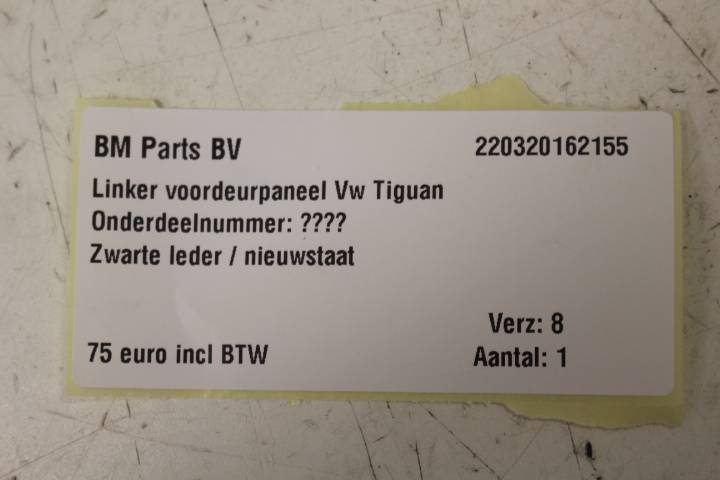 BM Parts BV 220320162155
Linker voordeurpaneel Vw Tiguan
Onderdeelnummer: ????
Zwarte leder / nieuwstaat
Verz: 8
75 euro incl BTW Aantal: 1